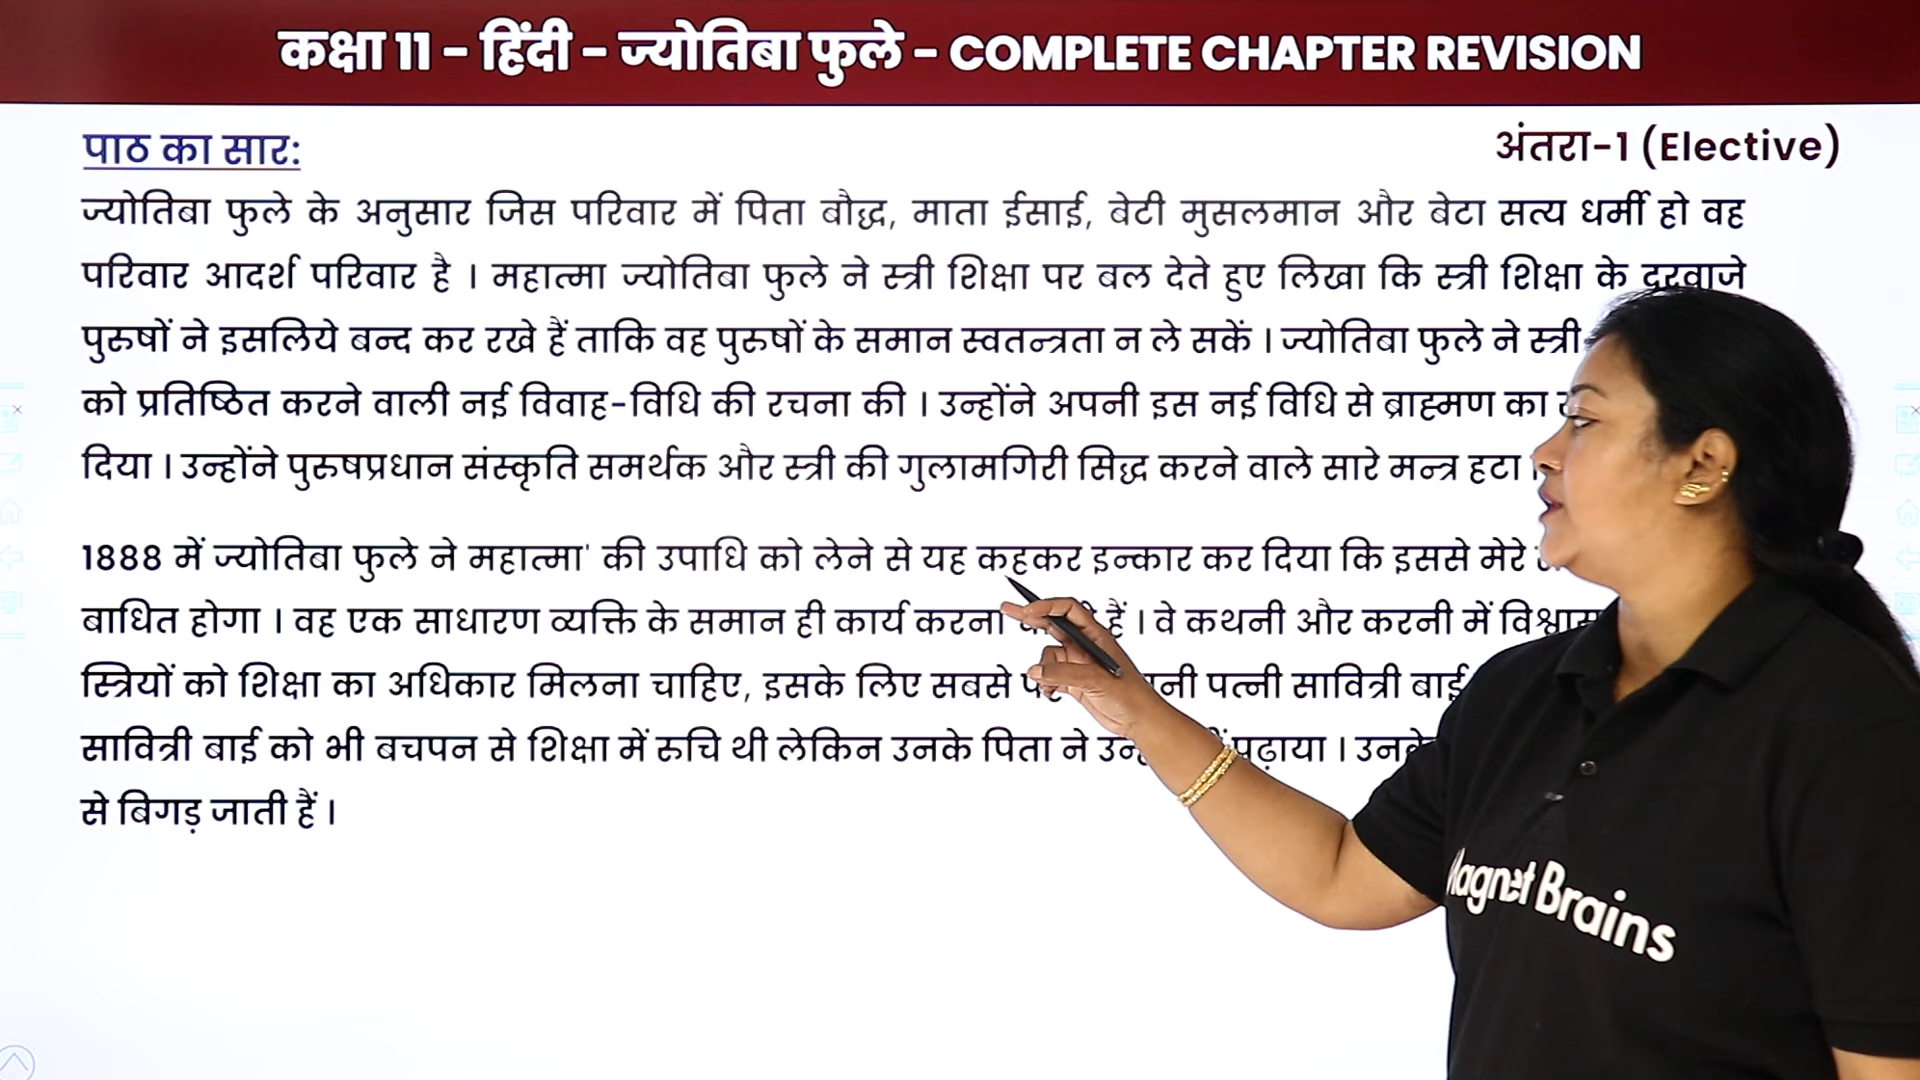 कक्षा 11 - हिंदी - ज्योतिबा फुले - COMPLETE CHAPTER REVISION
पाठ का सार:
अंतरा-1 (Elective)
ज्योतिबा फुले के अनुसार जिस परिवार में पिता बौद्ध, माता ईसाई, बेटी मुसलमान और बेटा सत्य धर्मी हो वह
परिवार आदर्श परिवार है । महात्मा ज्योतिबा फुले ने स्त्री शिक्षा पर बल देते हुए लिखा कि स्त्री शिक्षा के दरवाजे
पुरुषों ने इसलिये बन्द कर रखे हैं ताकि वह पुरुषों के समान स्वतन्त्रता न ले सकें । ज्योतिबा फुले ने स्त्री
को प्रतिष्ठित करने वाली नई विवाह-विधि की रचना की । उन्होंने अपनी इस नई विधि से ब्राह्मण का
दिया । उन्होंने पुरुषप्रधान संस्कृति समर्थक और स्त्री की गुलामगिरी सिद्ध करने वाले सारे मन्त्र हटा
1888 में ज्योतिबा फुले ने महात्मा' की उपाधि को लेने से यह कहकर इन्कार कर दिया कि इससे मेरे
बाधित होगा । वह एक साधारण व्यक्ति के समान ही कार्य करना हैं । वे कथनी और करनी में विश्वास
स्त्रियों को शिक्षा का अधिकार मिलना चाहिए, इसके लिए सबसे पत्नी सावित्री बाई
सावित्री बाई को भी बचपन से शिक्षा में रुचि थी लेकिन उनके पिता ने पढ़ाया । उनके
से बिगड़ जाती हैं ।
Magnet Brains